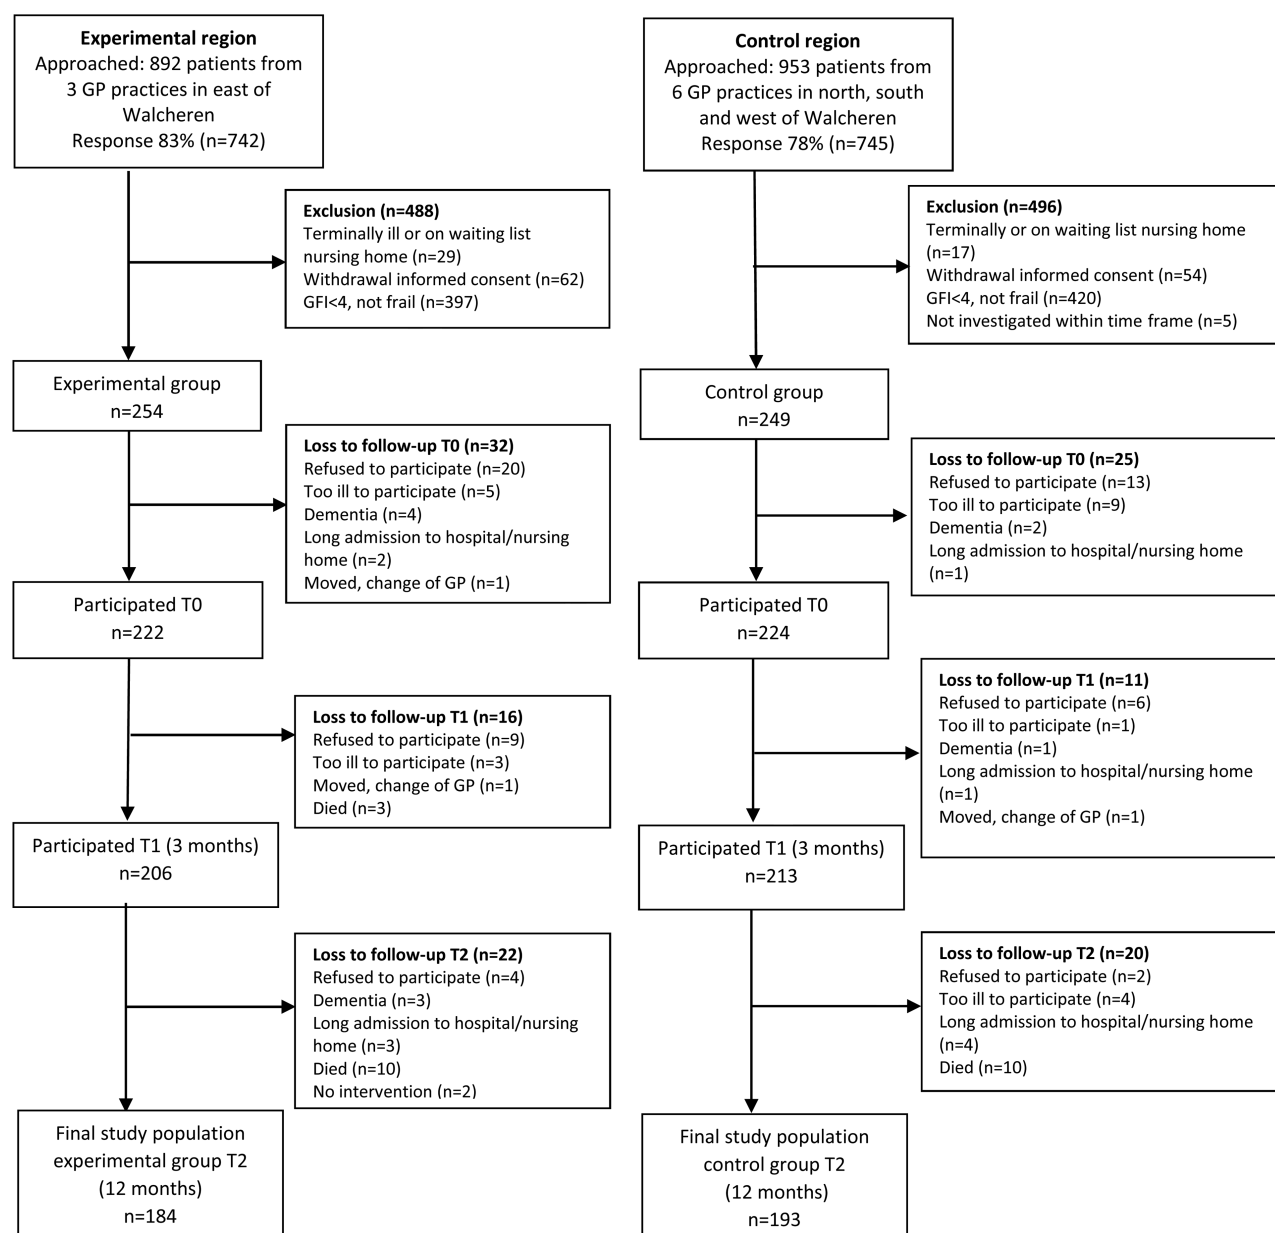 Experimental region
Approached: 892 patients from
3 GP practices in east of
Walcheren
Response 83% (n=742)
Exclusion (n=488)
Terminally ill or on waiting list
nursing home (n=29)
Withdrawal informed consent (n=62)
GFI<4, not frail (n=397)
Experimental group
n=254
Loss to follow-up T0 (n=32)
Refused to participate (n=20)
Too ill to participate (n=5)
Dementia (n=4)
Long admission to hospital/nursing
home (n=2)
Moved, change of GP (n=1)
Participated T0
n=222
Loss to follow-up T1 (n=16)
Refused to participate (n=9)
Too ill to participate (n=3)
Moved, change of GP (n=1)
Died (n=3)
Participated T1 (3 months)
n=206
Loss to follow-up T2 (n=22)
Refused to participate (n=4)
Dementia (n=3)
Long admission to hospital/nursing
home (n=3)
Died (n=10)
No intervention (n=2)
Final study population
experimental group T2
(12 months)
n=184
Control region
Approached: 953 patients from
6 GP practices in north, south
and west of Walcheren
Response 78% (n=745)
Exclusion (n=496)
Terminally or on waiting list nursing home
(n=17)
Withdrawal informed consent (n=54)
GFI<4, not frail (n=420)
Not investigated within time frame (n=5)
Control group
n=249
Loss to follow-up T0 (n=25)
Refused to participate (n=13)
Too ill to participate (n=9)
Dementia (n=2)
Long admission to hospital/nursing home
(n=1)
Participated T0
n=224
Loss to follow-up T1 (n=11)
Refused to participate (n=6)
Too ill to participate (n=1)
Dementia (n=1)
Long admission to hospital/nursing home
(n=1)
Moved, change of GP (n=1)
Participated T1 (3 months)
n=213
Loss to follow-up T2 (n=20)
Refused to participate (n=2)
Too ill to participate (n=4)
Long admission to hospital/nursing home
(n=4)
Died (n=10)
Final study population
control group T2
(12 months)
n=193